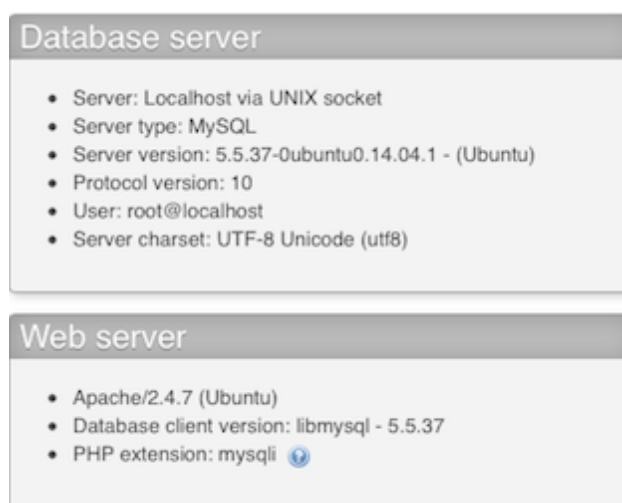 Database server
Server: Localhost via UNIX socket
Server type: MySQL
Server version: 5.5.37-0ubuntu0.14.04.1 - (Ubuntu)
Protocol version: 10
User: root@localhost
Server charset: UTF-8 Unicode (utf8)
Web server
Apache/2.4.7 (Ubuntu)
Database client version: libmysql - 5.5.37
PHP extension: mysqli